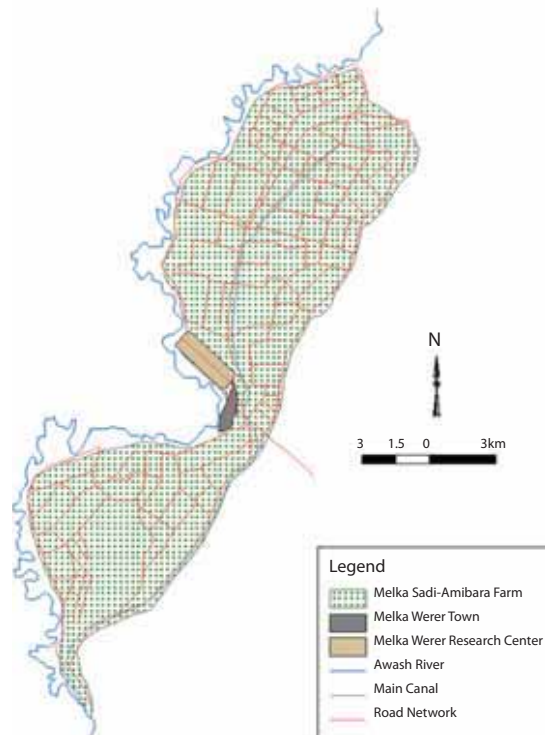 N
3 1.5 0 3km
Legend
Melka Sadi-Amibara Farm
Melka Werer Town
Melka Werer Research Center
Awash River
Main Canal
Road Network